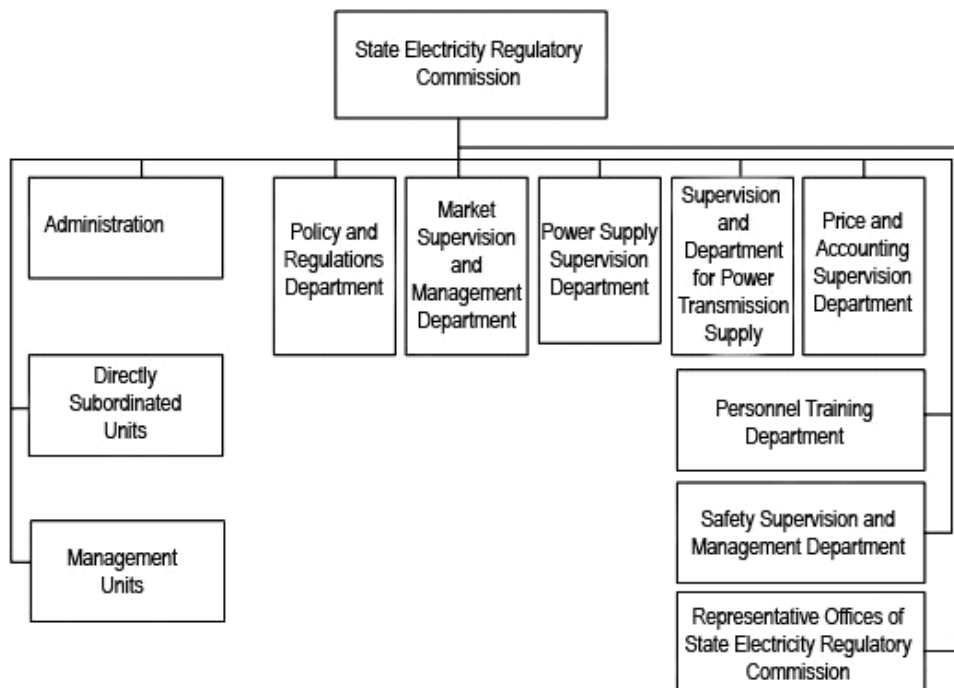 State Electricity Regulatory
Commission
Administration
Policy and
Regulations
Department
Market
Supervision
and
Management
Department
Power Supply
Supervision
Department
Supervision
and
Department
for Power
Transmission
Supply
Price and
Accounting
Supervision
Department
Directly
Subordinated
Units
Personnel Training
Department
Management
Units
Safety Supervision and
Management Department
Representative Offices of
State Electricity Regulatory
Commission